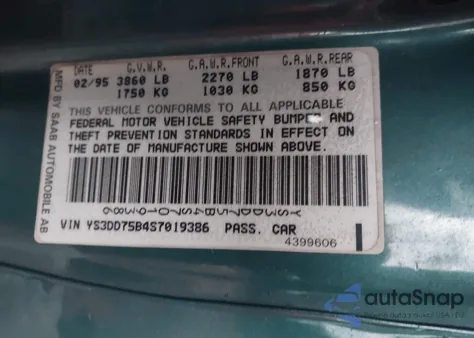 DATE G.V.W.R. G.A.W.R.FRONT G.A.W.R.REAR
02/95 3860 LB 2270 LB 1870 LB
1750 KG 1030 KG 850 KG
THIS VEHICLE CONFORMS TO ALL APPLICABLE
FEDERAL MOTOR VEHICLE SAFETY BUMPER AND
THEFT PREVENTION STANDARDS IN EFFECT ON
THE DATE OF MANUFACTURE SHOWN ABOVE.
MFD BY SAAB AUTOMOBILE AB
YS3DD75B4S7019386
VIN YS3DD75B4S7019386 PASS. CAR
4399606
autoSnap